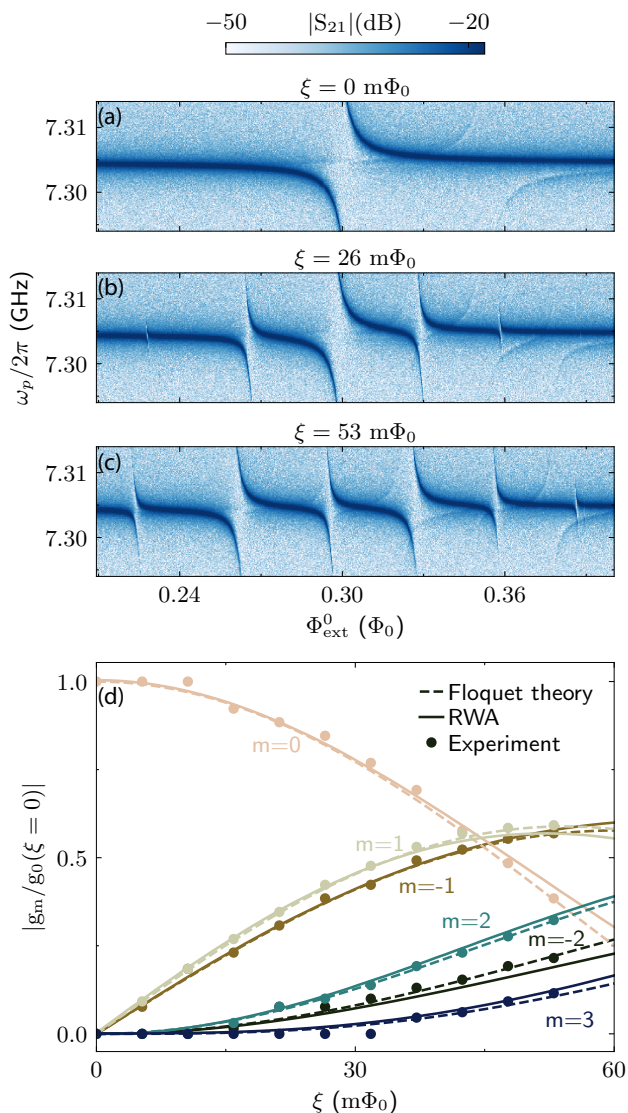 −50 |S21|(dB) −20
ξ = 0 mΦ0
(a)
7.31
7.30
ξ = 26 mΦ0
(b)
7.31
7.30
ωp/2π (GHz)
ξ = 53 mΦ0
(c)
7.31
7.30
0.24 0.30 0.36
Φ0ext (Φ0)
(d)
1.0
0.5
0.0
|gm/g0(ξ = 0)|
Floquet theory
RWA
Experiment
m=0
m=1
m=-1
m=2
m=-2
m=3
0 30 60
ξ (mΦ0)